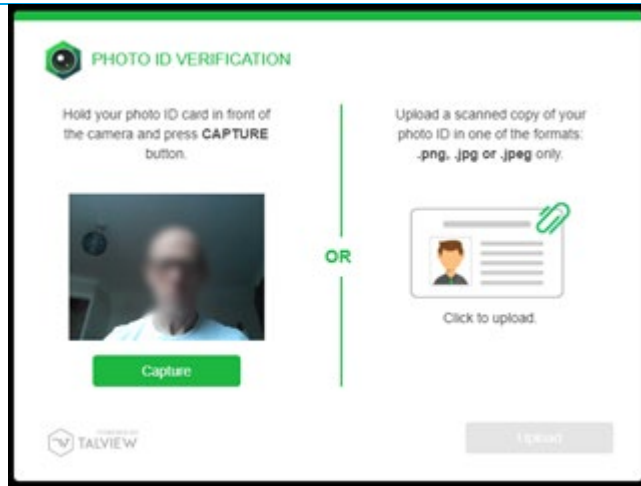 PHOTO ID VERIFICATION
Hold your photo ID card in front of
the camera and press CAPTURE
button.
Capture
OR
Upload a scanned copy of your
photo ID in one of the formats:
.png, .jpg or .jpeg only.
Click to upload.
POWERED BY
TALVIEW
Upload